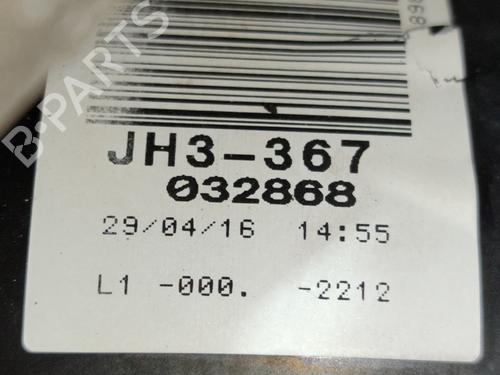 B-PARTS
JH3-367
032868
29/04/16 14:55
L1 -000. -2212